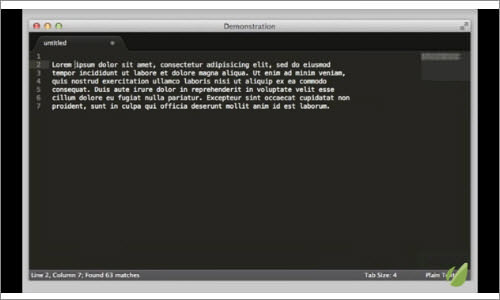 Demonstration
untitled
1
2 Lorem ipsum dolor sit amet, consectetur adipisicing elit, sed do eiusmod
3 tempor incididunt ut labore et dolore magna aliqua. Ut enim ad minim veniam,
4 quis nostrud exercitation ullamco laboris nisi ut aliquip ex ea commodo
5 consequat. Duis aute irure dolor in reprehenderit in voluptate velit esse
6 cillum dolore eu fugiat nulla pariatur. Excepteur sint occaecat cupidatat non
7 proident, sunt in culpa qui officia deserunt mollit anim id est laborum.
Line 2, Column 7; Found 63 matches
Tab Size: 4
Plain Text